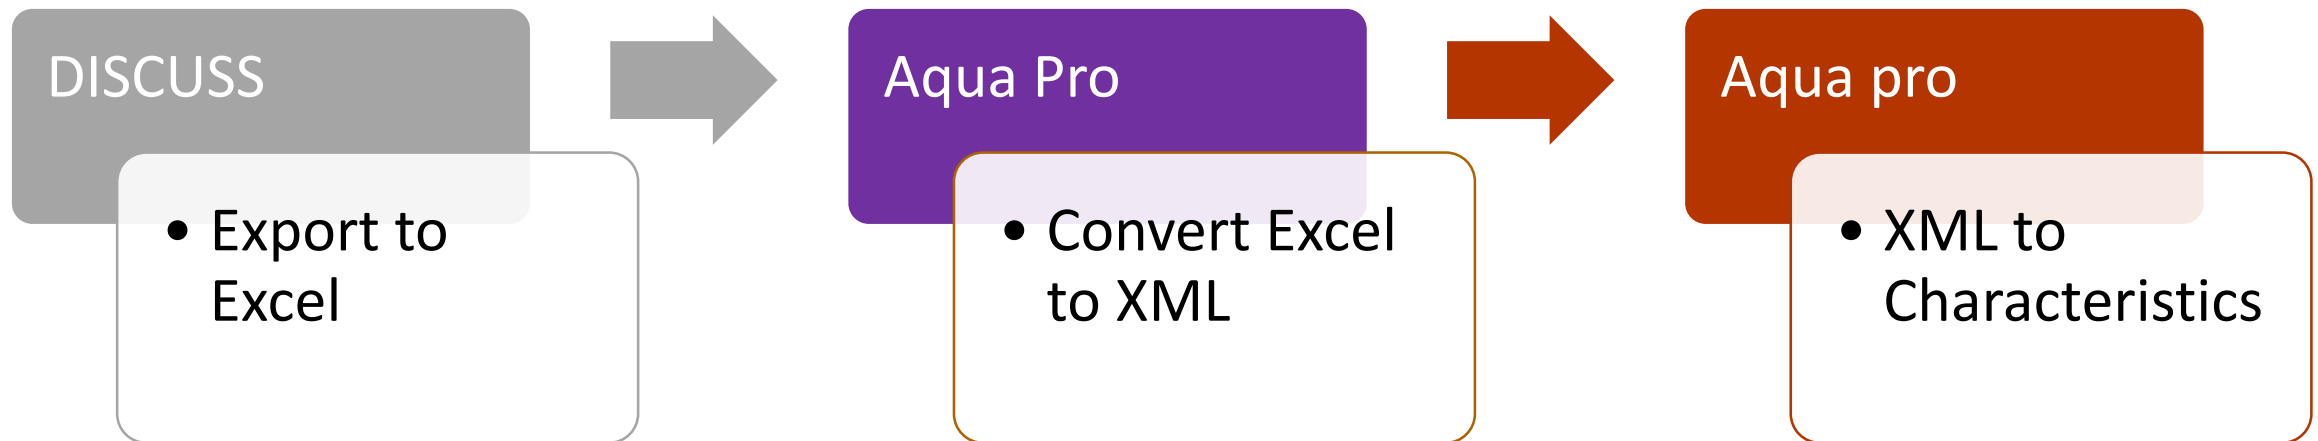 DISCUSS
• Export to
Excel
Aqua Pro
• Convert Excel
to XML
Aqua pro
• XML to
Characteristics